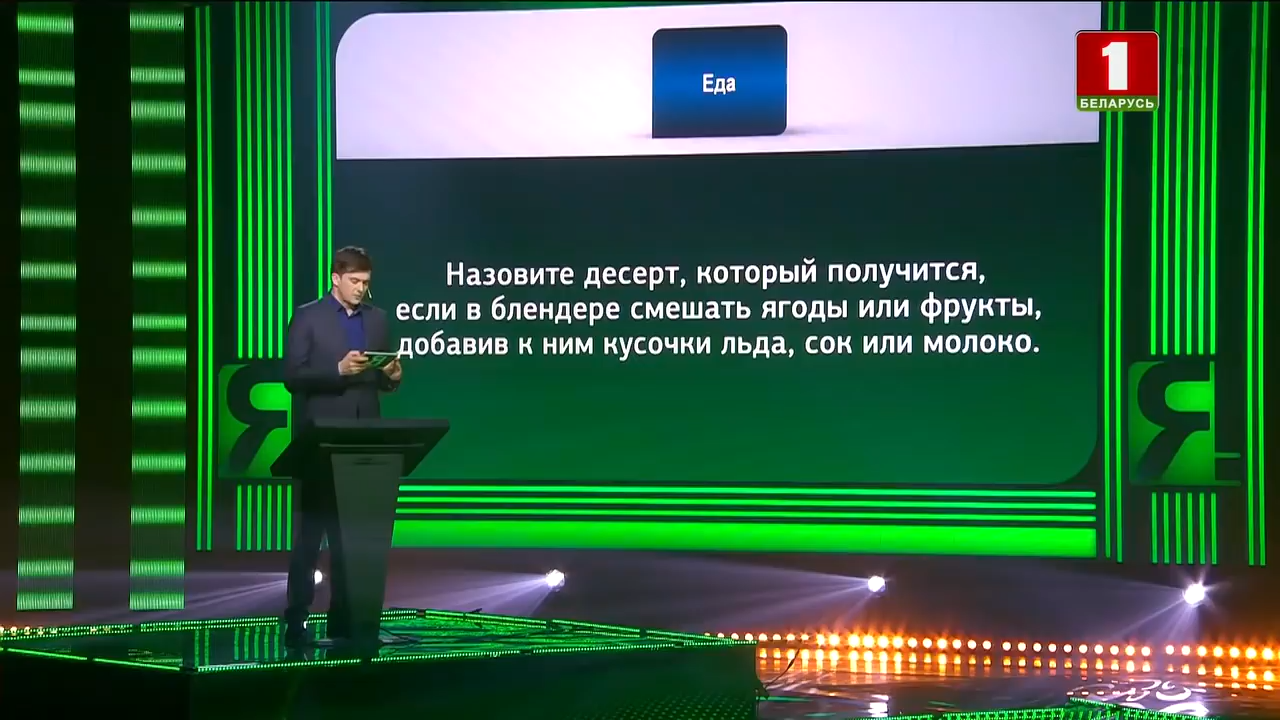 Еда
1
БЕЛАРУСЬ
Назовите десерт, который получится,
если в блендере смешать ягоды или фрукты,
добавив к ним кусочки льда, сок или молоко.
Я
Я